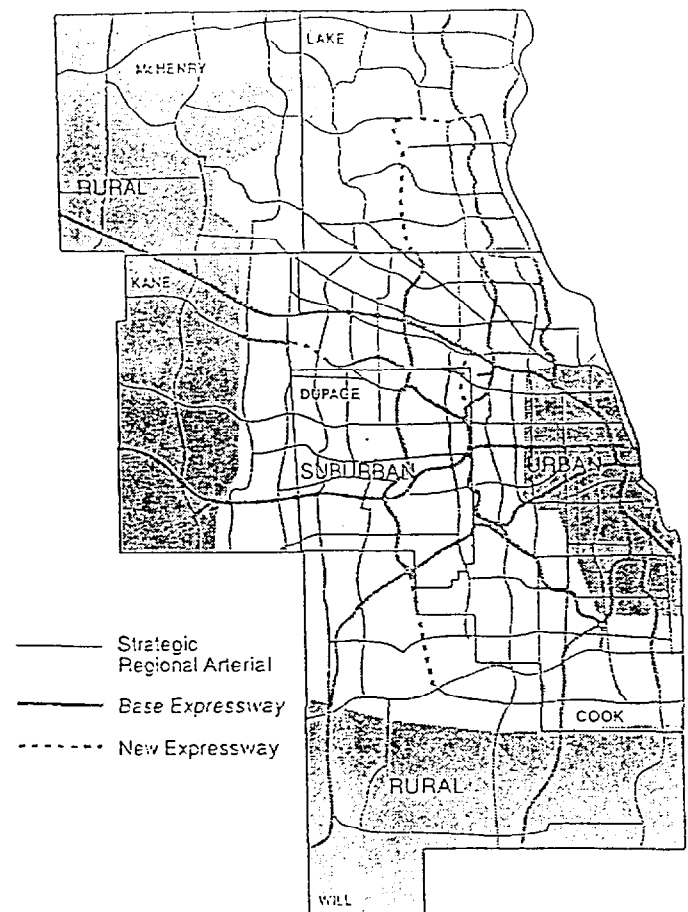 LAKE
McHENRY
RURAL
KANE
DUPAGE
SUBURBAN
URBAN
Strategic
Regional Arterial
Base Expressway
New Expressway
COOK
RURAL
WILL